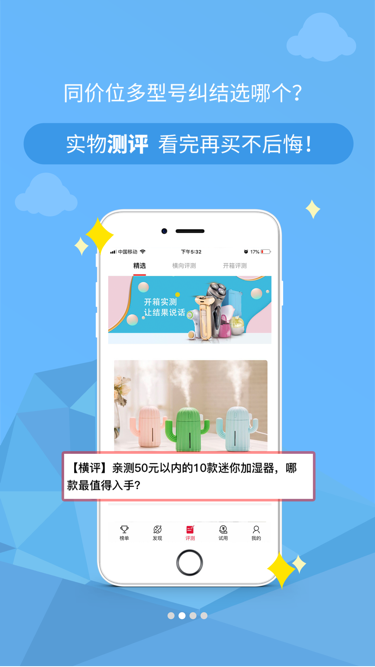 同价位多型号纠结选哪个?
实物测评 看完再买不后悔!
中国移动 下午5:32 17%
精选 横向评测 开箱评测
开箱实测
让结果说话
【横评】亲测50元以内的10款迷你加湿器，哪
款最值得入手?
榜单 发现 评测 试用 我的